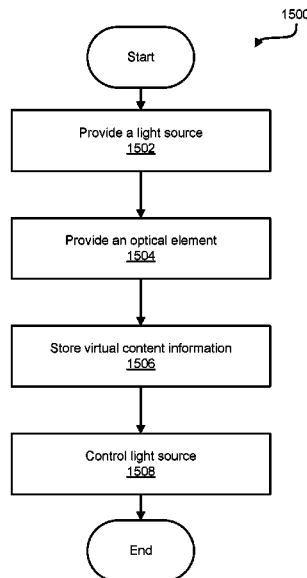 1500
Start
Provide a light source
1502
Provide an optical element
1504
Store virtual content information
1506
Control light source
1508
End